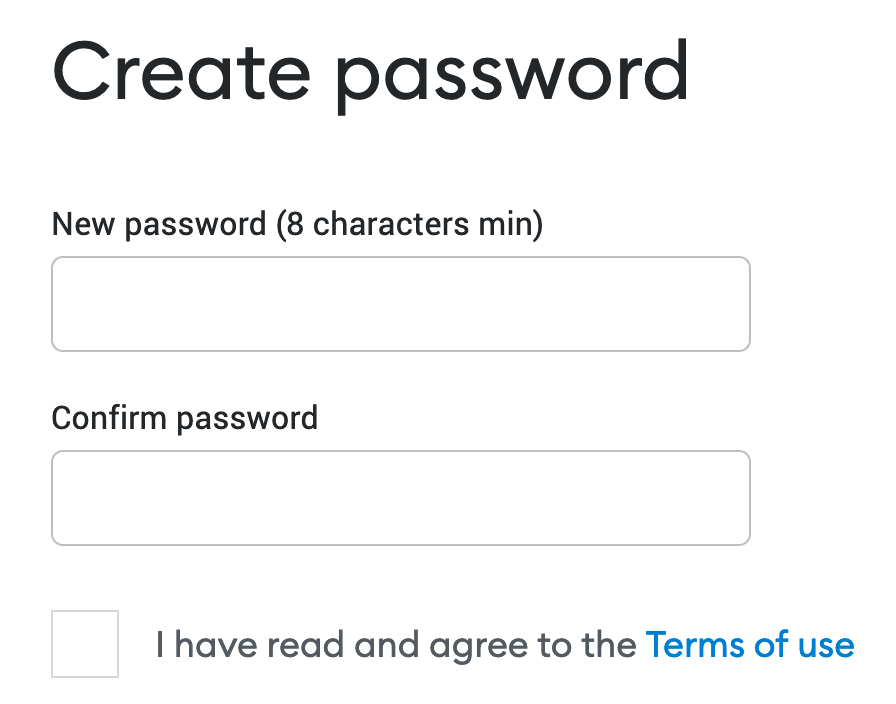 Create password
New password (8 characters min)
Confirm password
I have read and agree to the Terms of use